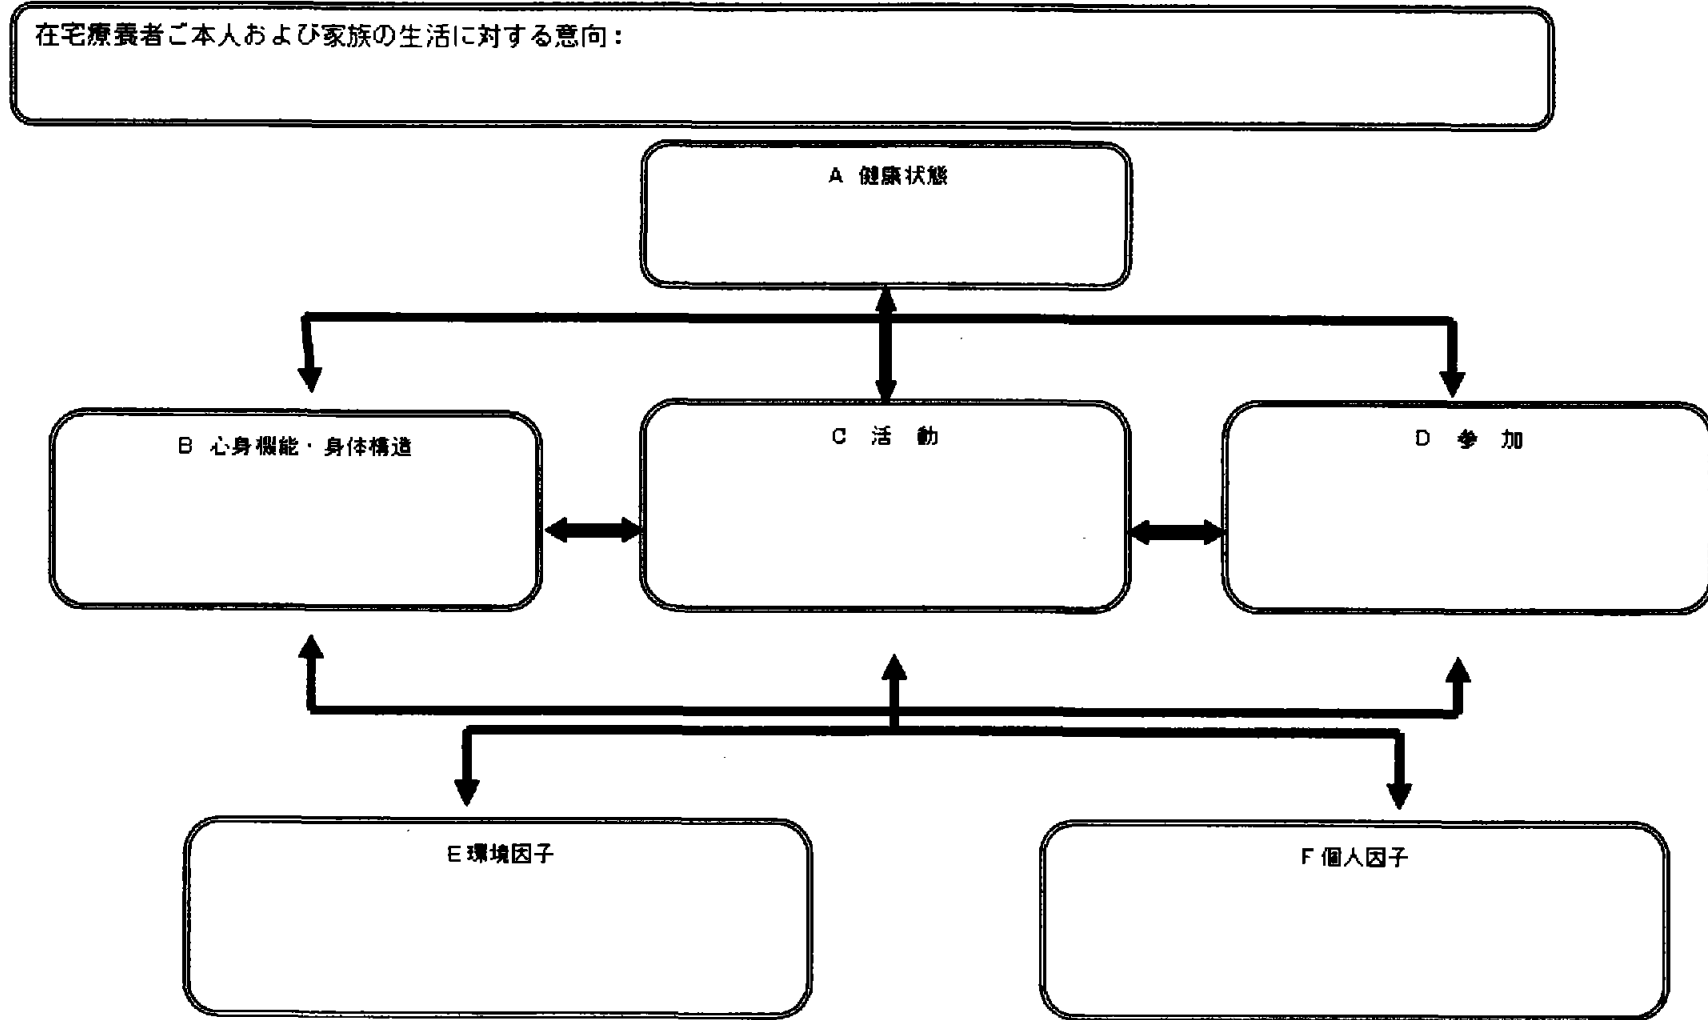 在宅療養者ご本人および家族の生活に対する意向：
A 健康状態
B 心身機能・身体構造
C 活 動
D 参 加
E 環境因子
F 個人因子